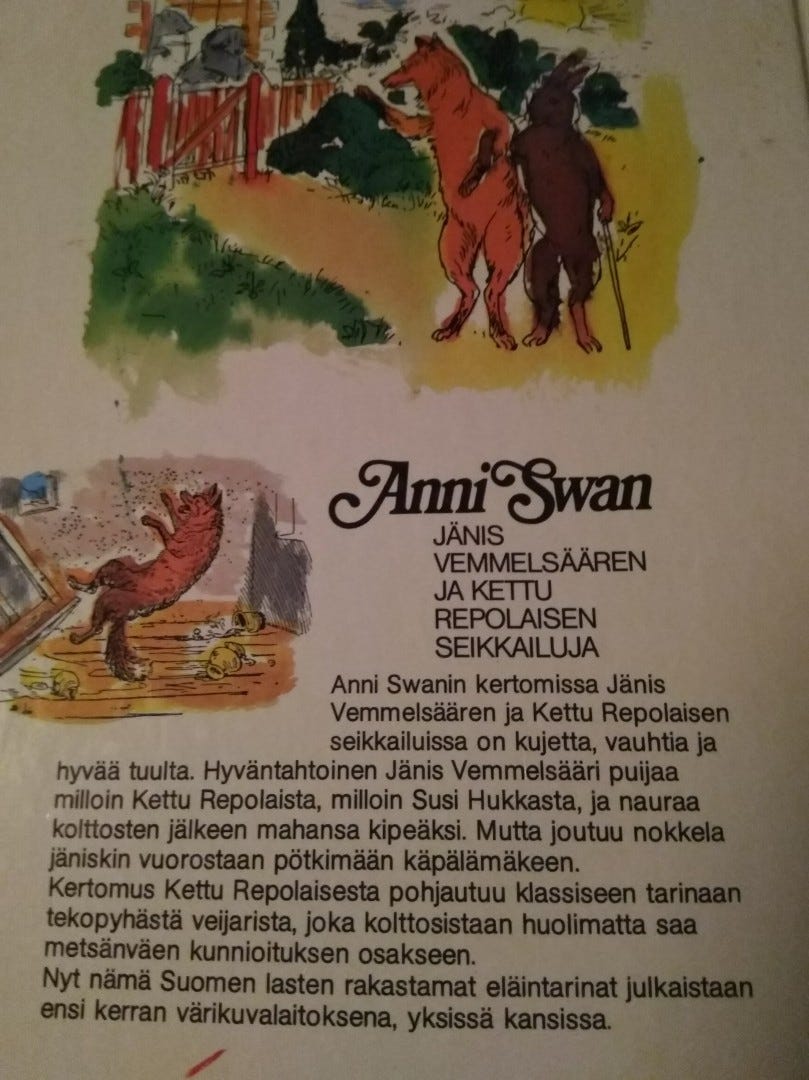 Anni Swan
JÄNIS
VEMMELSÄÄREN
JA KETTU
REPOLAISEN
SEIKKAILUJA
Anni Swanin kertomissa Jänis
Vemmelsäären ja Kettu Repolaisen
seikkailuissa on kujetta, vauhtia ja
hyvää tuulta. Hyväntahtoinen Jänis Vemmelsääri puijaa
milloin Kettu Repolaista, milloin Susi Hukkasta, ja nauraa
kolttosten jälkeen mahansa kipeäksi. Mutta joutuu nokkela
jäniskin vuorostaan pötkimään käpälämäkeen.
Kertomus Kettu Repolaisesta pohjautuu klassiseen tarinaan
tekopyhästä veijarista, joka kolttosistaan huolimatta saa
metsänväen kunnioituksen osakseen.
Nyt nämä Suomen lasten rakastamat eläintarinat julkaistaan
ensi kerran värikuvalaitoksena, yksissä kansissa.